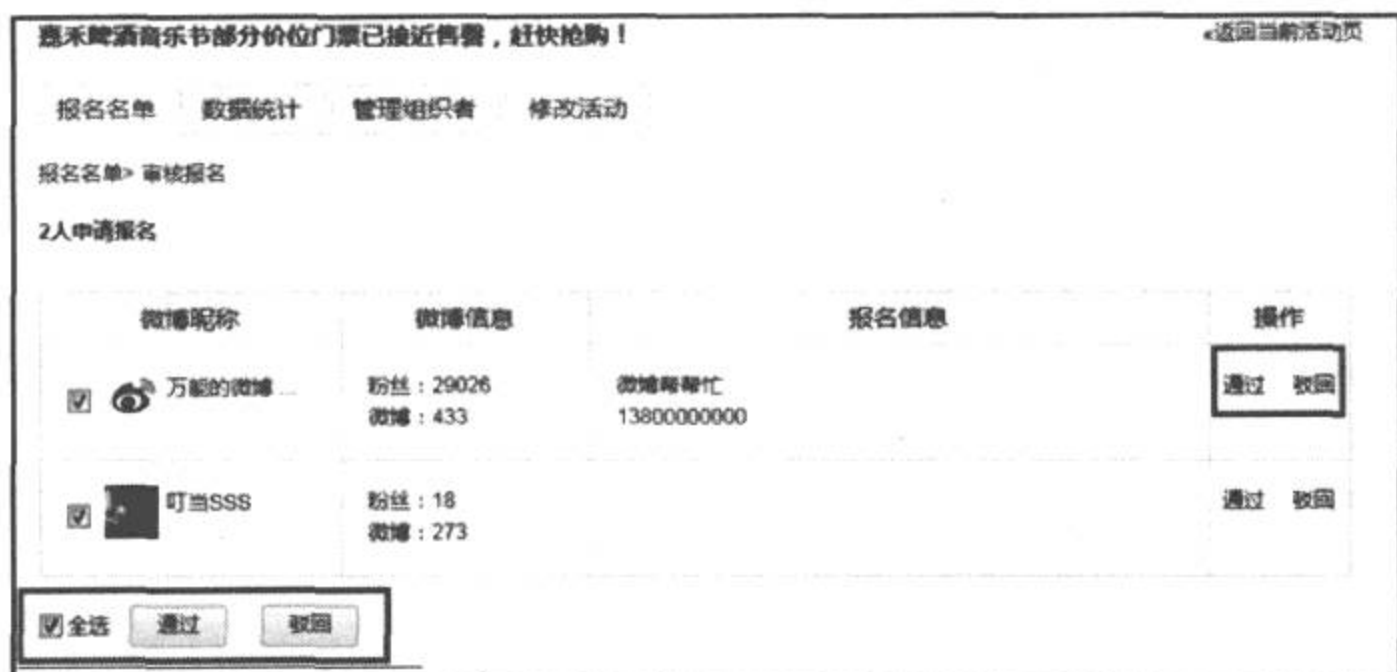 嘉禾啤酒音乐节部分价位门票已接近售罄，赶快抢购！
«返回当前活动页
报名名单 数据统计 管理组织者 修改活动
报名名单> 审核报名
2人申请报名
微博昵称 微博信息 报名信息 操作
万能的微博... 粉丝：29026 微博帮帮忙 通过 驳回
微博：433 13800000000
叮当SSS 粉丝：18 通过 驳回
微博：273
全选 通过 驳回